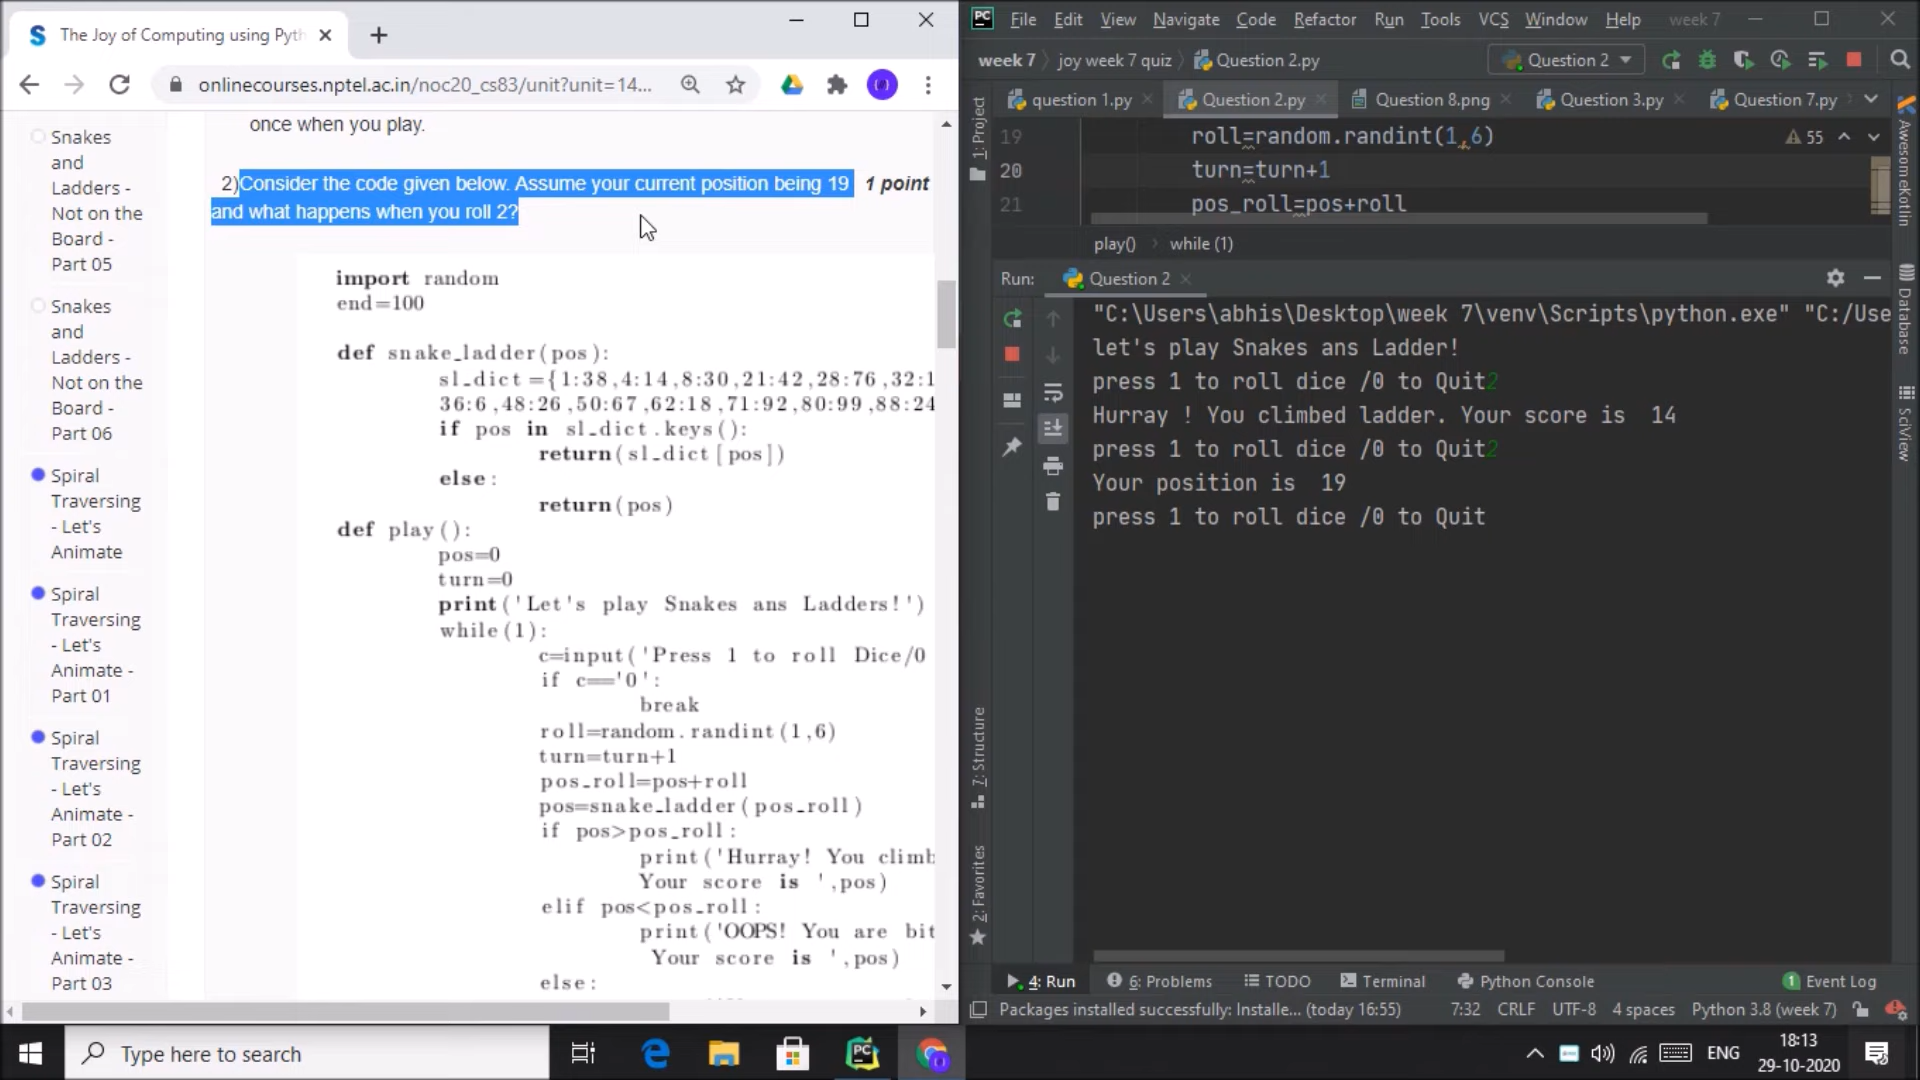 The Joy of Computing using Pyth
onlinecourses.nptel.ac.in/noc20_cs83/unit?unit=14...
Snakes
and
Ladders -
Not on the
Board -
Part 05
Snakes
and
Ladders -
Not on the
Board -
Part 06
Spiral
Traversing
- Let's
Animate
Spiral
Traversing
- Let's
Animate -
Part 01
Spiral
Traversing
- Let's
Animate -
Part 02
Spiral
Traversing
- Let's
Animate -
Part 03
once when you play.
2)Consider the code given below. Assume your current position being 19 1 point
and what happens when you roll 2?
import random
end=100
def snake_ladder(pos):
sl_dict ={1:38,4:14,8:30,21:42,28:76,32:1
36:6,48:26,50:67,62:18,71:92,80:99,88:24
if pos in sl_dict.keys():
return(sl_dict[pos])
else:
return(pos)
def play():
pos=0
turn=0
print('Let's play Snakes ans Ladders!')
while(1):
c=input('Press 1 to roll Dice/0
if c=='0':
break
roll=random.randint(1,6)
turn=turn+1
pos_roll=pos+roll
pos=snake_ladder(pos_roll)
if pos>pos_roll:
print('Hurray! You climb
Your score is ',pos)
elif pos<pos_roll:
print('OOPS! You are bit
Your score is ',pos)
else:
PC File Edit View Navigate Code Refactor Run Tools VCS Window Help week 7
week 7 joy week 7 quiz Question 2.py Question 2
question 1.py Question 2.py Question 8.png Question 3.py Question 7.py
19 roll=random.randint(1,6) 55
20 turn=turn+1
21 pos_roll=pos+roll
play() while (1)
Run: Question 2
"C:\Users\abhis\Desktop\week 7\venv\Scripts\python.exe" "C:/Use
let's play Snakes ans Ladder!
press 1 to roll dice /0 to Quit2
Hurray ! You climbed ladder. Your score is  14
press 1 to roll dice /0 to Quit2
Your position is  19
press 1 to roll dice /0 to Quit
1: Project
7: Structure
2: Favorites
AwesomeKotlin
Database
SciView
4: Run 6: Problems TODO Terminal Python Console 1 Event Log
Packages installed successfully: Installe... (today 16:55) 7:32 CRLF UTF-8 4 spaces Python 3.8 (week 7)
Type here to search
PC
ENG
18:13
29-10-2020